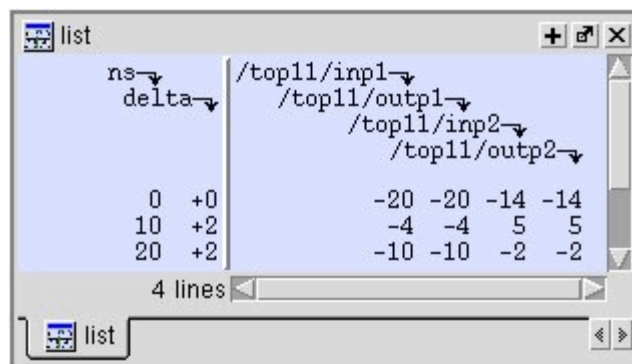 list
ns /top11/inp1
delta /top11/outp1
/top11/inp2
/top11/outp2
0 +0 -20 -20 -14 -14
10 +2 -4 -4 5 5
20 +2 -10 -10 -2 -2
4 lines
list